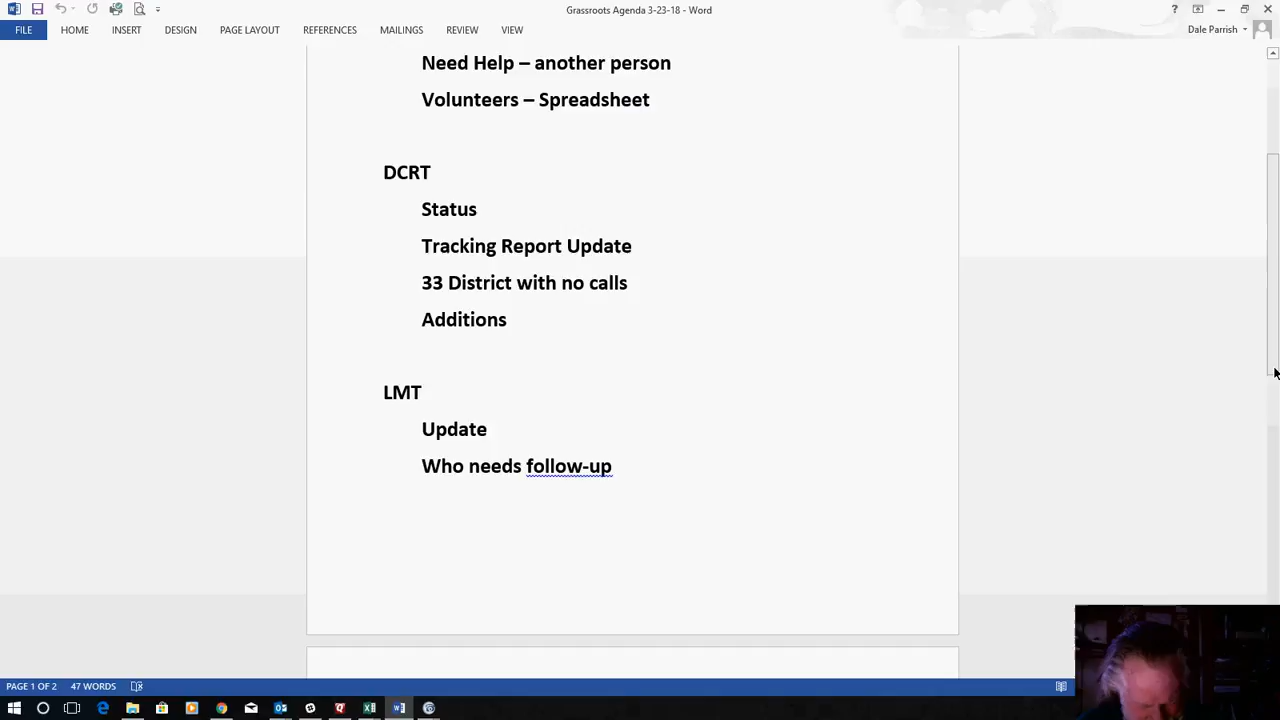 Grassroots Agenda 3-23-18 - Word
?
FILE HOME INSERT DESIGN PAGE LAYOUT REFERENCES MAILINGS REVIEW VIEW
Dale Parrish
Need Help – another person
Volunteers – Spreadsheet
DCRT
Status
Tracking Report Update
33 District with no calls
Additions
LMT
Update
Who needs follow-up
PAGE 1 OF 2 47 WORDS